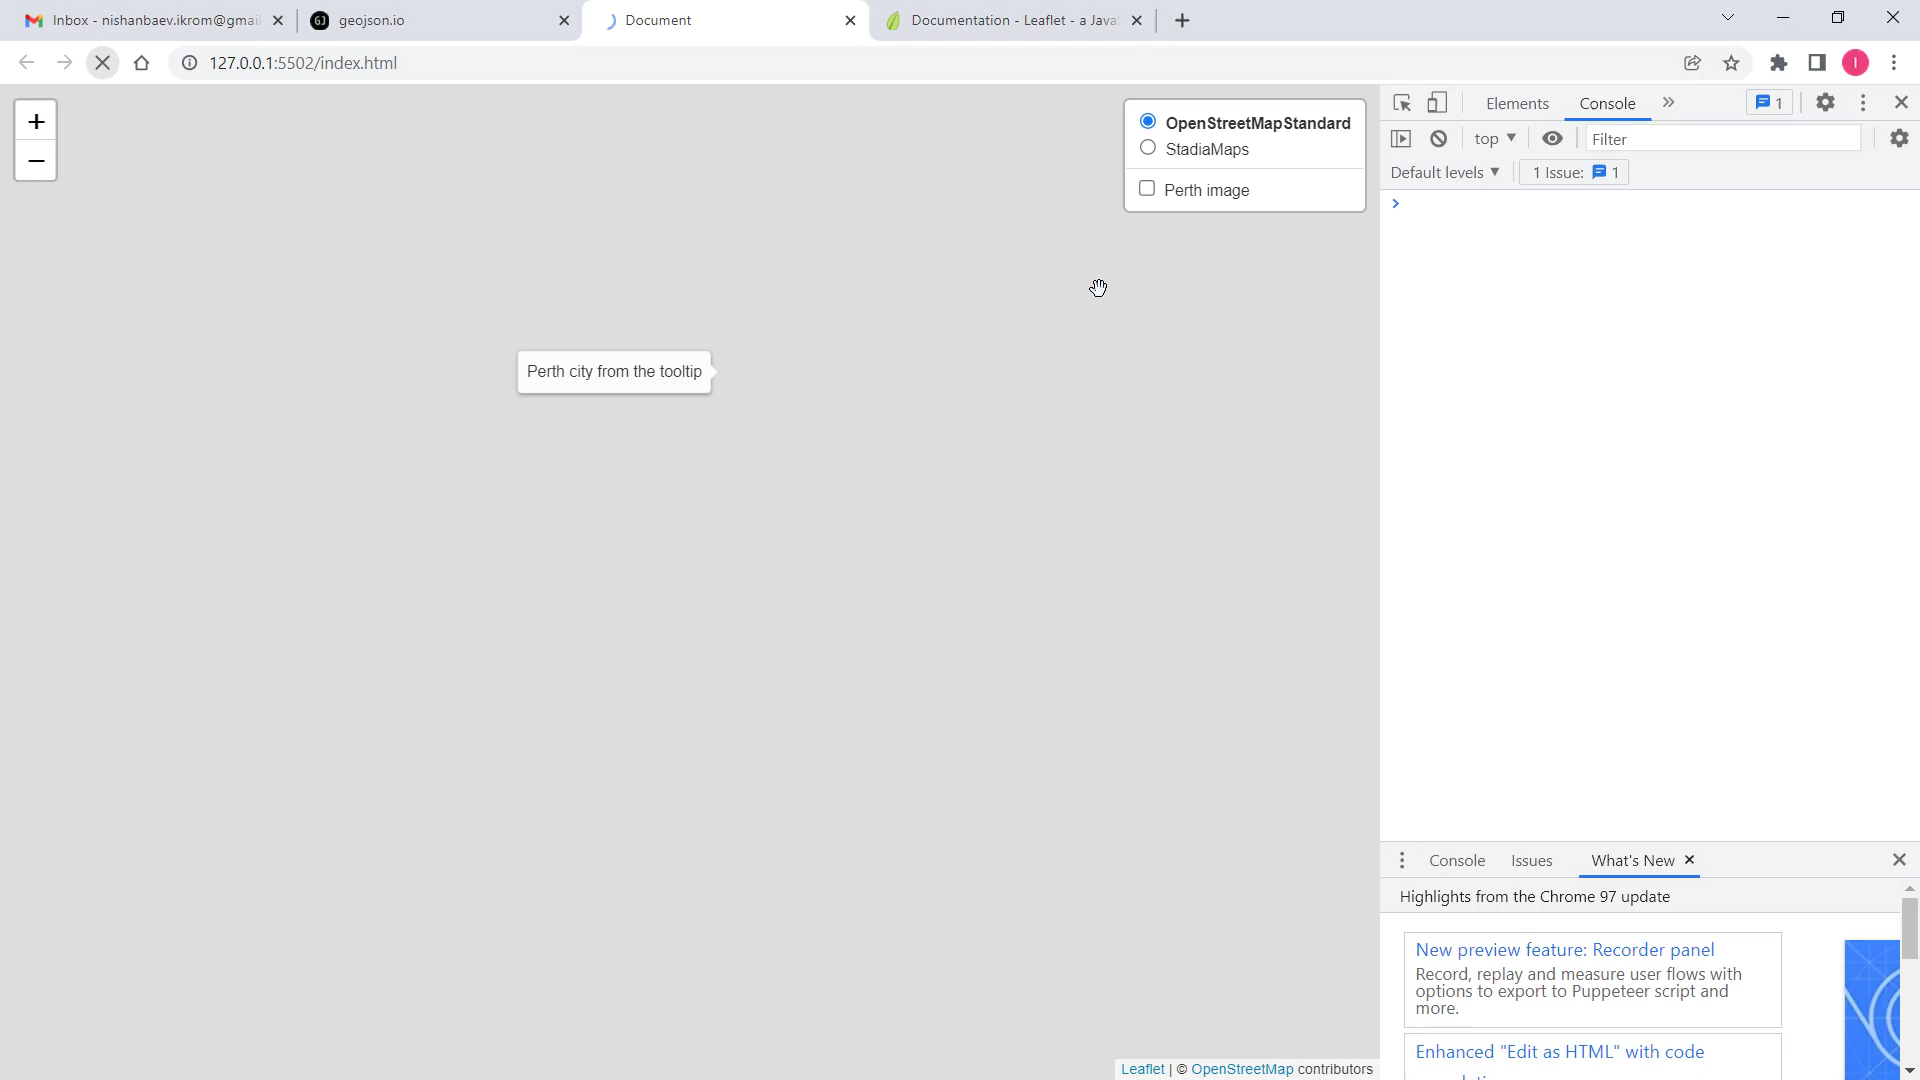 Inbox - nishanbaev.ikrom@gmai
geojson.io
Document
Documentation - Leaflet - a Java
127.0.0.1:5502/index.html
I
+
−
OpenStreetMapStandard
StadiaMaps
Perth image
Perth city from the tooltip
Leaflet | © OpenStreetMap contributors
Elements
Console
1
top
Filter
Default levels
1 Issue: 1
Console
Issues
What's New
Highlights from the Chrome 97 update
New preview feature: Recorder panel
Record, replay and measure user flows with
options to export to Puppeteer script and
more.
Enhanced "Edit as HTML" with code